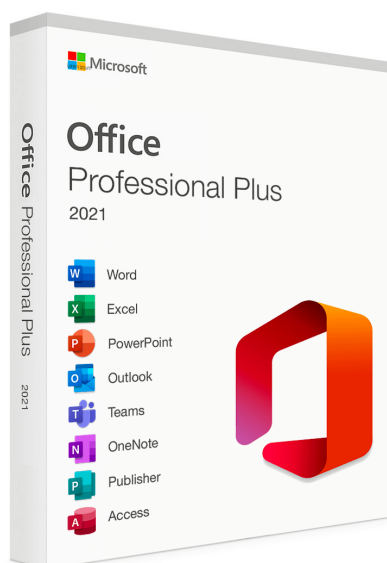 Microsoft
Office
Professional Plus
2021
W Word
X Excel
P PowerPoint
O Outlook
T Teams
N OneNote
P Publisher
A Access
Office Professional Plus 2021